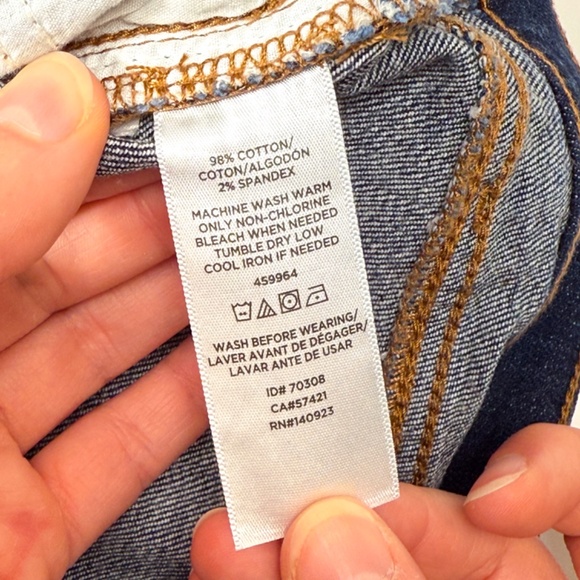 98% COTTON/
COTON/ALGODÓN
2% SPANDEX
MACHINE WASH WARM
ONLY NON-CHLORINE
BLEACH WHEN NEEDED
TUMBLE DRY LOW
COOL IRON IF NEEDED
459964
WASH BEFORE WEARING/
LAVER AVANT DE DÉGAGER/
LAVAR ANTE DE USAR
ID# 70308
CA#57421
RN#140923